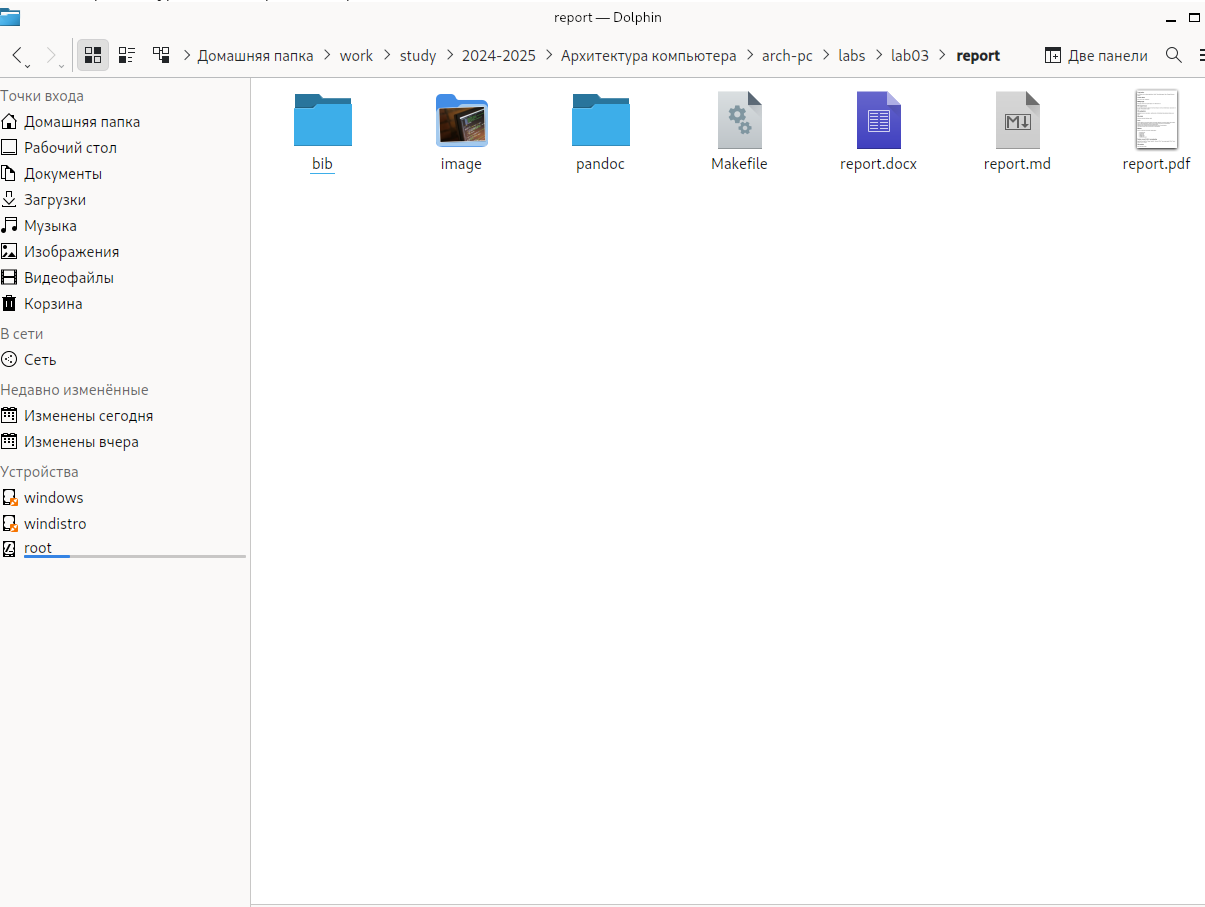 report — Dolphin
Домашняя папка work study 2024-2025 Архитектура компьютера arch-pc labs lab03 report Две панели
Точки входа
Домашняя папка
Рабочий стол
Документы
Загрузки
Музыка
Изображения
Видеофайлы
Корзина
В сети
Сеть
Недавно изменённые
Изменены сегодня
Изменены вчера
Устройства
windows
windistro
root
bib image pandoc Makefile report.docx report.md report.pdf